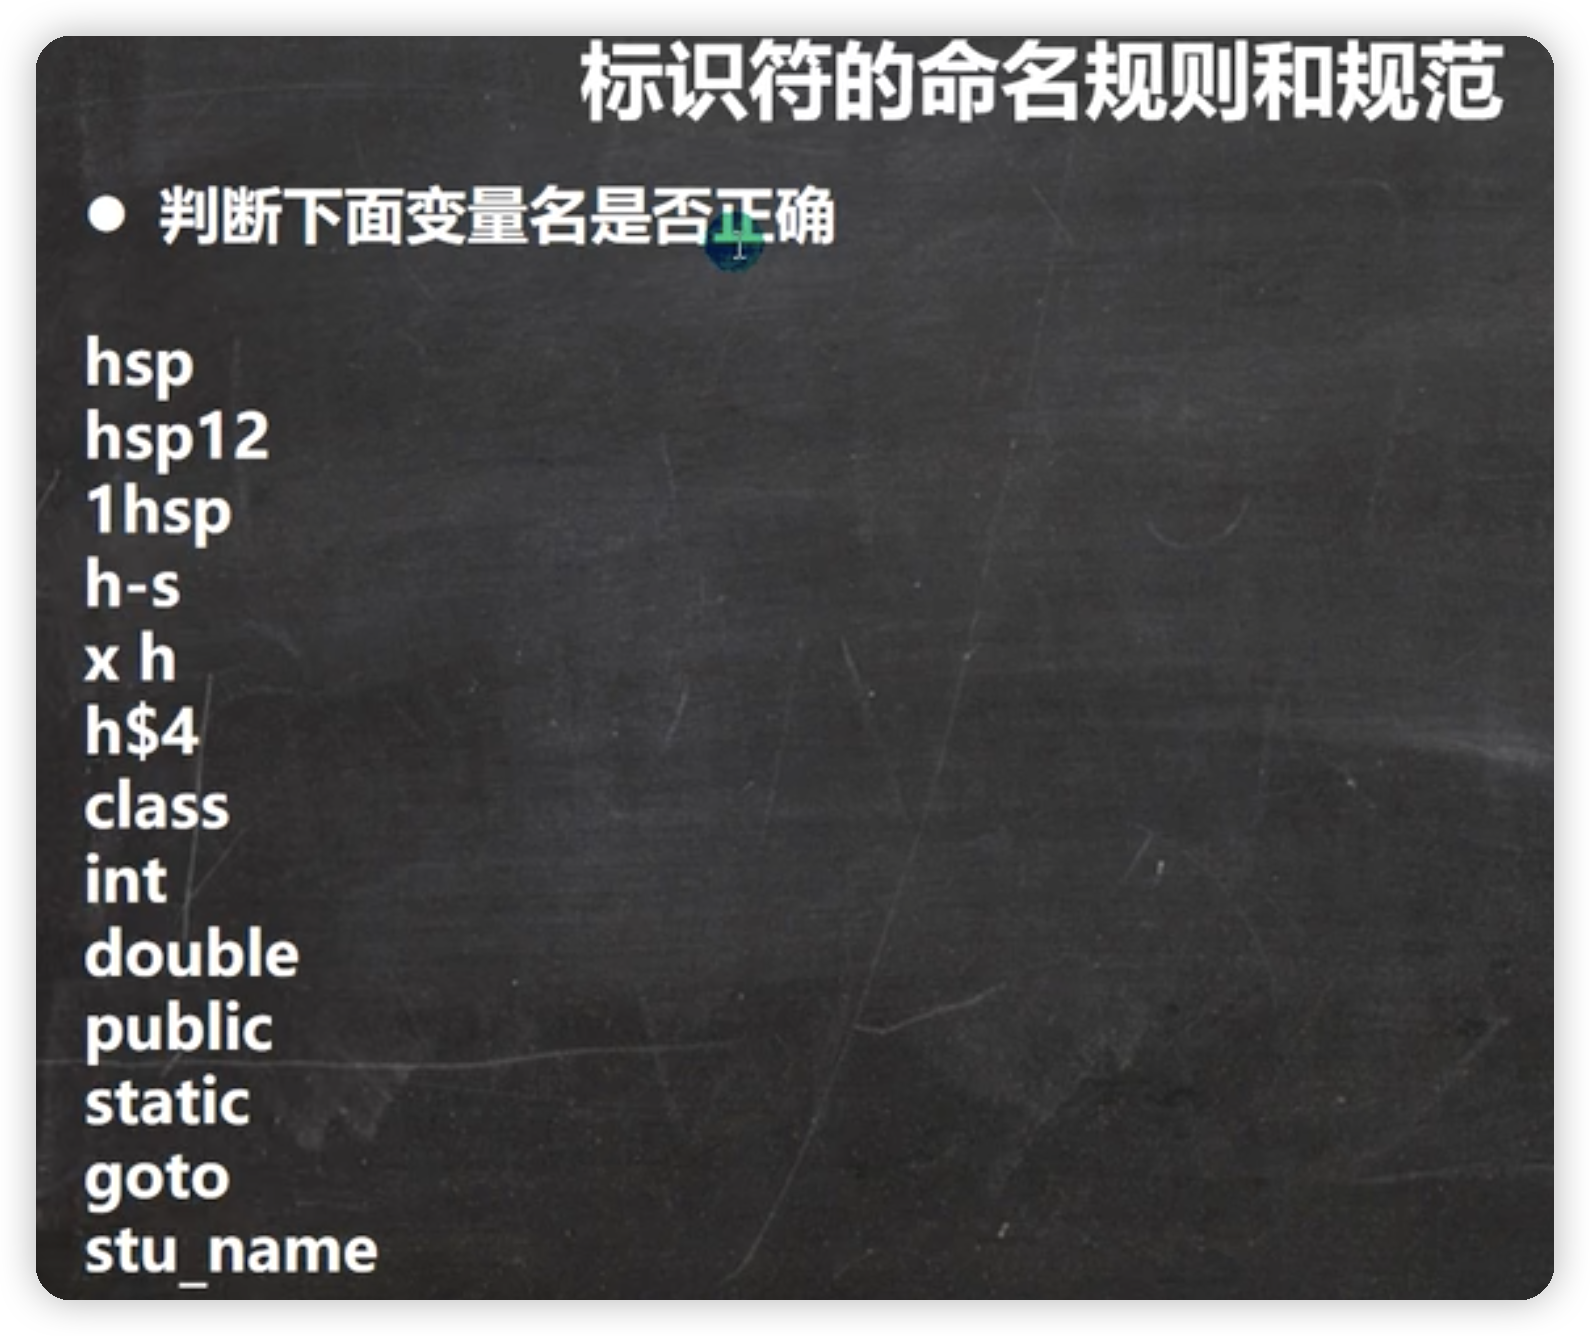 标识符的命名规则和规范
● 判断下面变量名是否正确
hsp
hsp12
1hsp
h-s
x h
h$4
class
int
double
public
static
goto
stu_name